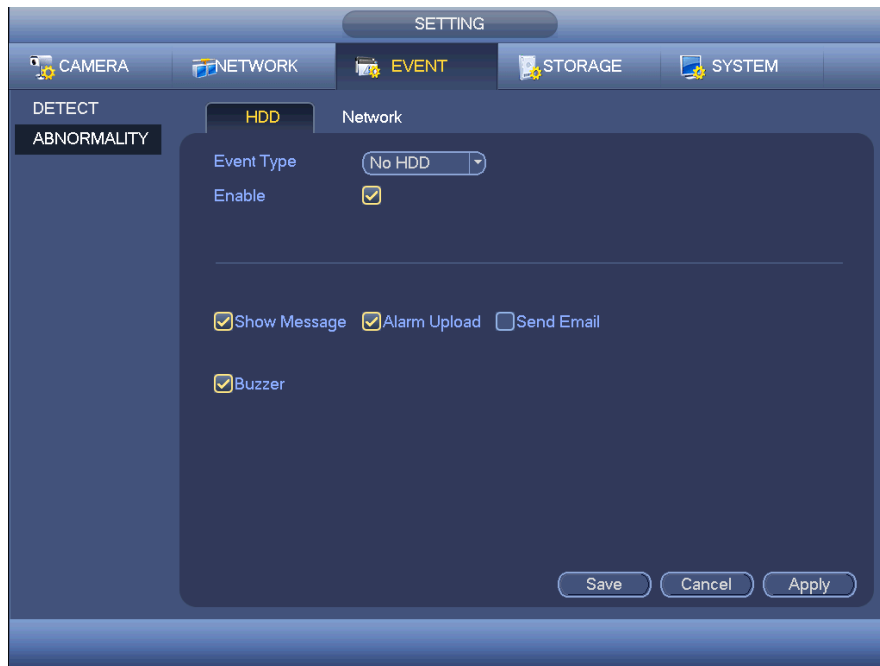 SETTING
CAMERA NETWORK EVENT STORAGE SYSTEM
DETECT
ABNORMALITY
HDD Network
Event Type No HDD
Enable
Show Message Alarm Upload Send Email
Buzzer
Save Cancel Apply